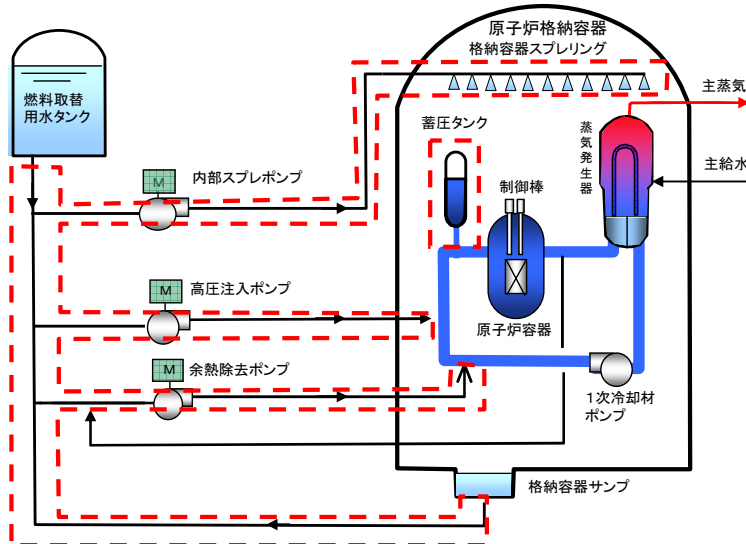 原子炉格納容器
格納容器スプレリング
燃料取替
用水タンク
蓄圧タンク
蒸気発生器
主蒸気
主給水
M
内部スプレポンプ
制御棒
M
高圧注入ポンプ
原子炉容器
M
余熱除去ポンプ
1次冷却材
ポンプ
格納容器サンプ